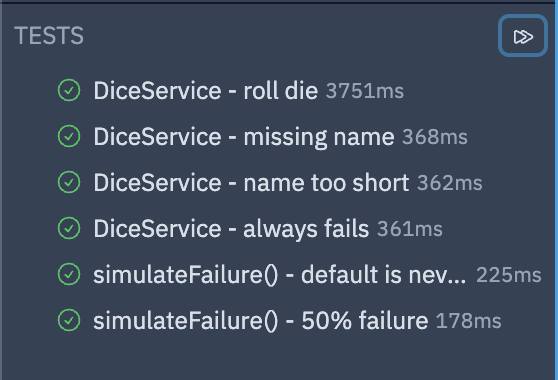 TESTS
DiceService - roll die 3751ms
DiceService - missing name 368ms
DiceService - name too short 362ms
DiceService - always fails 361ms
simulateFailure() - default is nev... 225ms
simulateFailure() - 50% failure 178ms